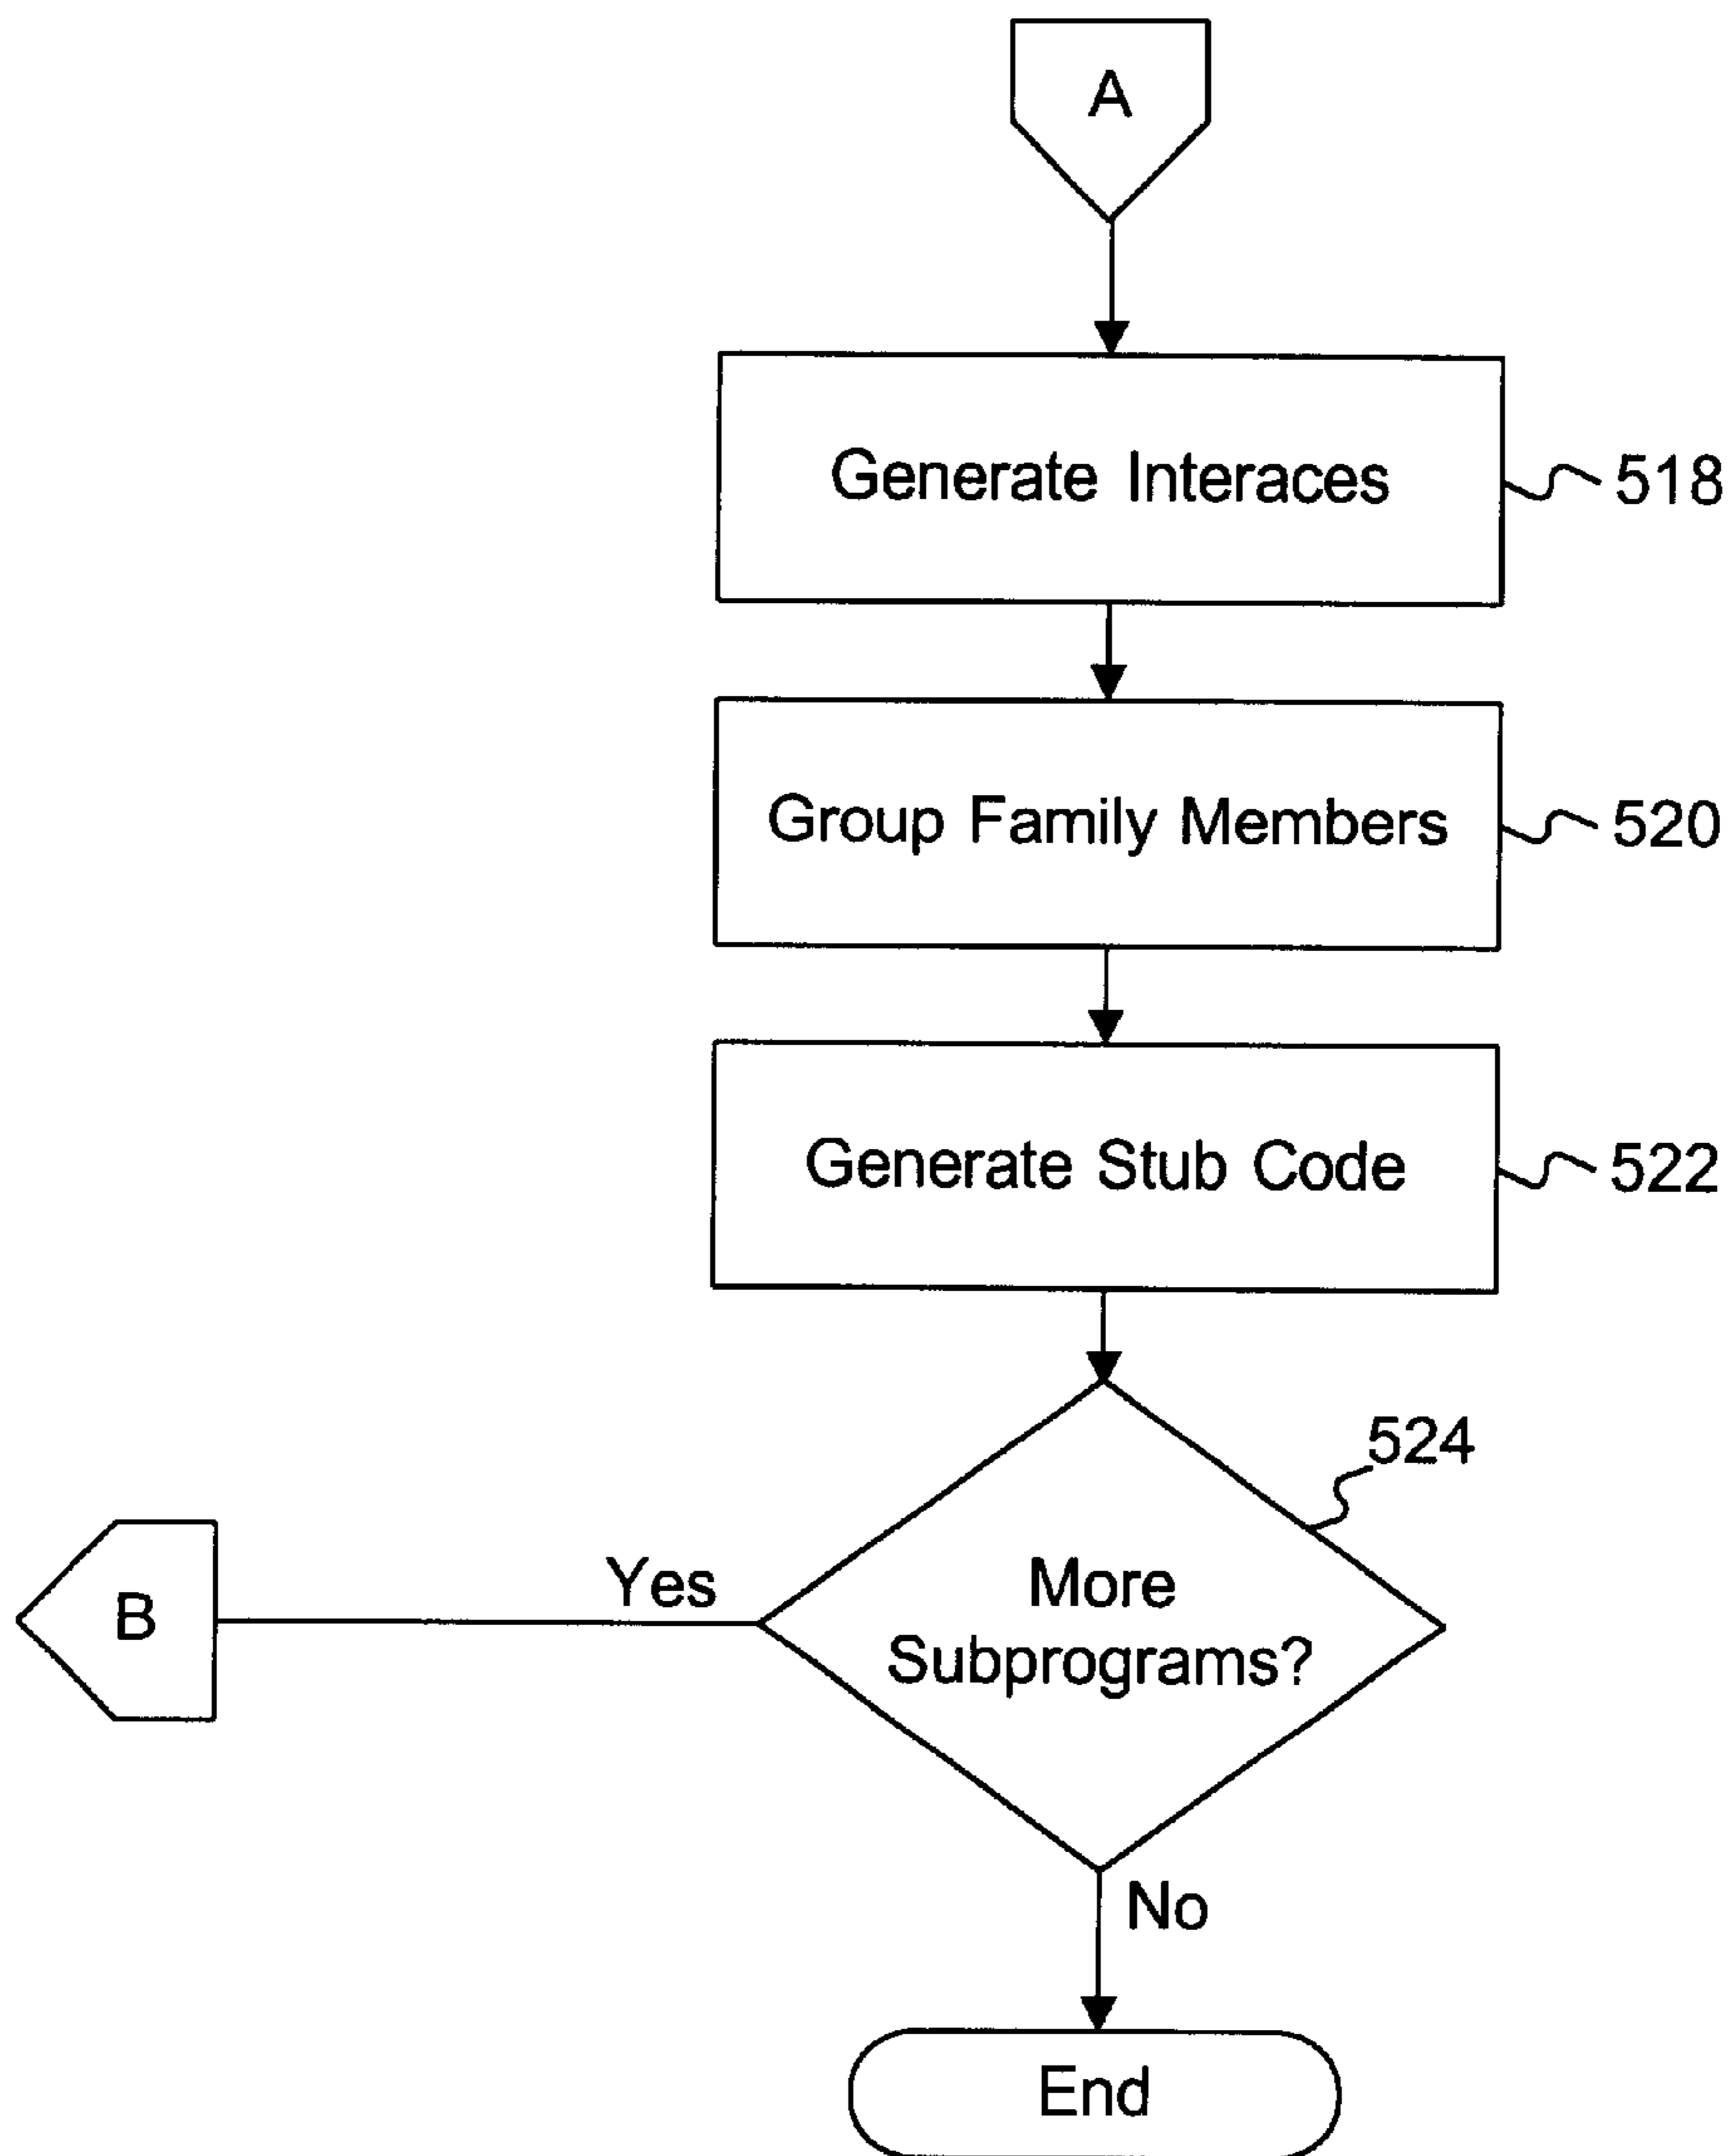 A
Generate Interaces
518
Group Family Members
520
Generate Stub Code
522
524
More
Subprograms?
Yes
B
No
End